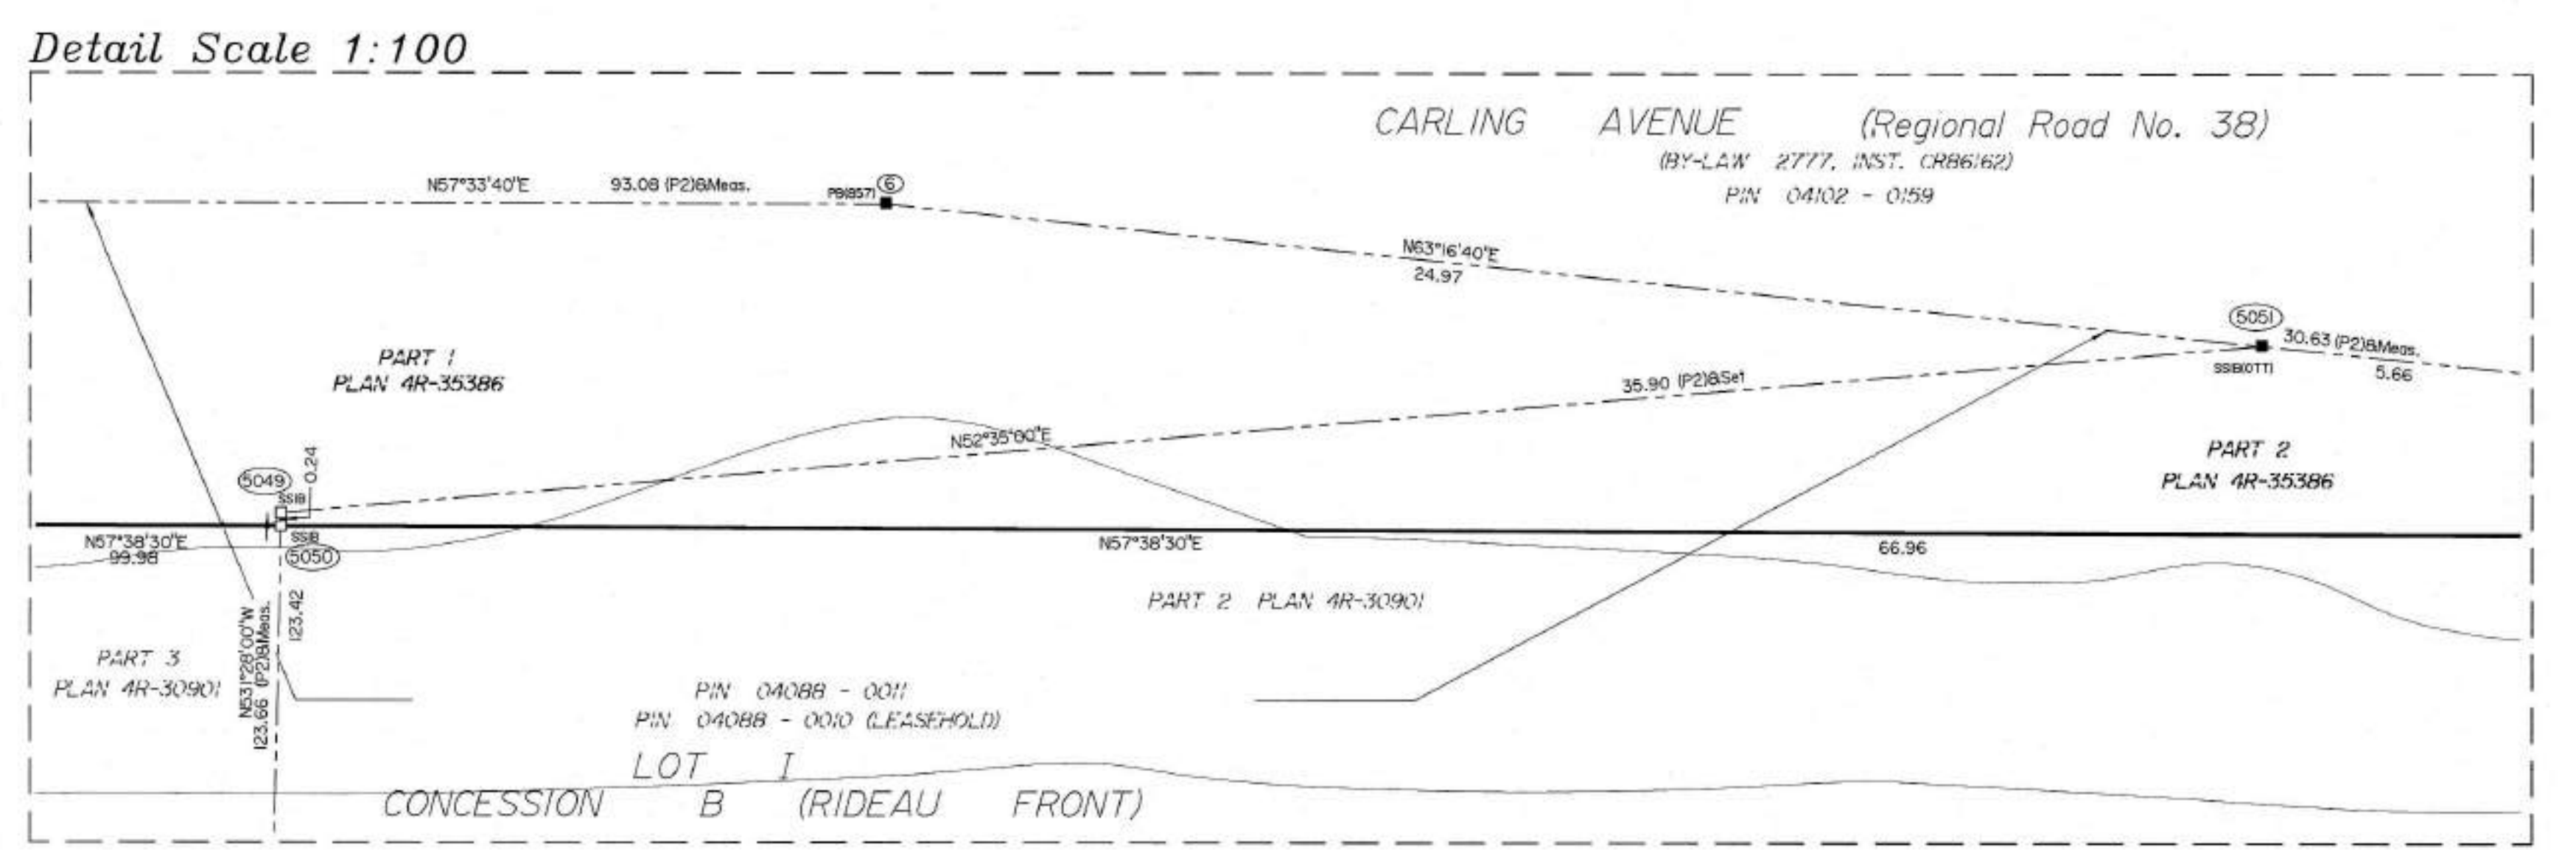 Detail Scale 1:100
CARLING AVENUE (Regional Road No. 38)
(BY-LAW 2777, INST. CR86162)
PIN 04102 - 0159
N57°33'40"E 93.08 (P2)&Meas.
PB(857) 6
N63°16'40"E
24.97
5051
30.63 (P2)&Meas.
SSIB(OTT)
5.66
PART 1
PLAN 4R-35386
35.90 (P2)&Set
N52°35'00"E
PART 2
PLAN 4R-35386
0.24
5049
SSIB
N57°38'30"E
99.98
SSIB
5050
N57°38'30"E
66.96
N531°28'00"W
123.66 (P2)&Meas.
123.42
PART 2 PLAN 4R-30901
PART 3
PLAN 4R-30901
PIN 04088 - 0011
PIN 04088 - 0010 (LEASEHOLD)
LOT I
CONCESSION B (RIDEAU FRONT)